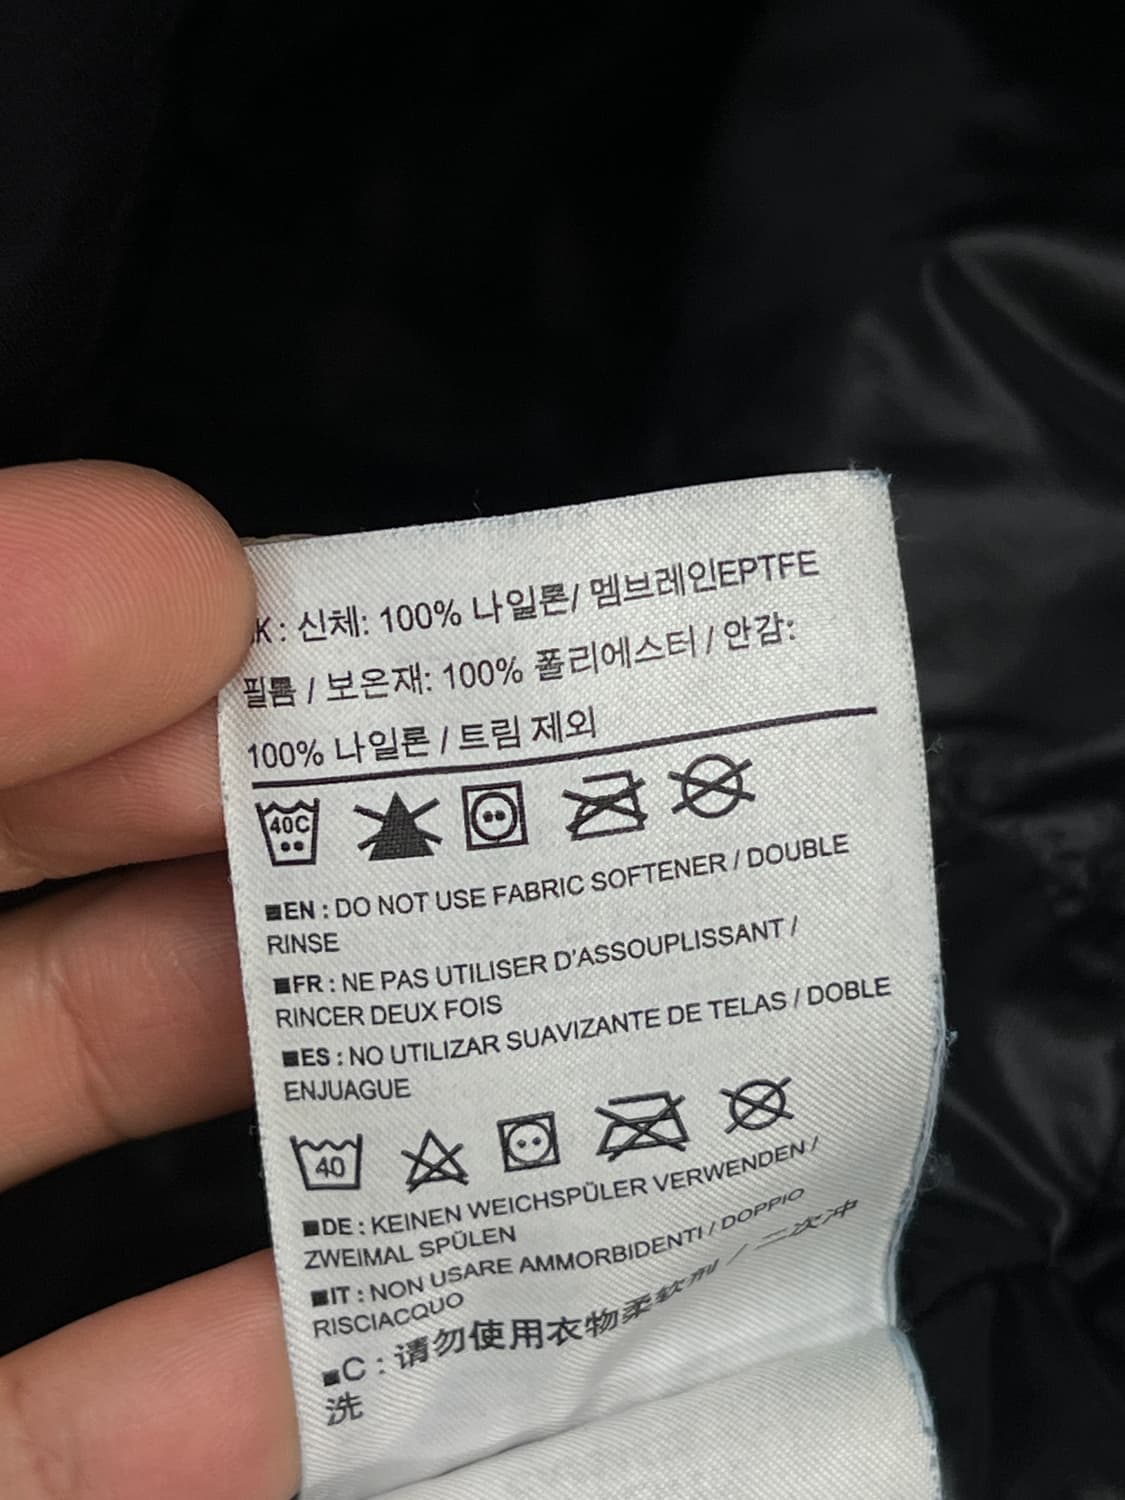 K : 신체: 100% 나일론/ 멤브레인EPTFE
필름 / 보온재: 100% 폴리에스터 / 안감:
100% 나일론 / 트림 제외
40C
■EN : DO NOT USE FABRIC SOFTENER / DOUBLE
RINSE
■FR : NE PAS UTILISER D'ASSOUPLISSANT /
RINCER DEUX FOIS
■ES : NO UTILIZAR SUAVIZANTE DE TELAS / DOBLE
ENJUAGUE
40
■DE : KEINEN WEICHSPÜLER VERWENDEN /
ZWEIMAL SPÜLEN
■IT : NON USARE AMMORBIDENTI / DOPPIO
RISCIACQUO
■C : 请勿使用衣物柔软剂 / 二次冲
洗